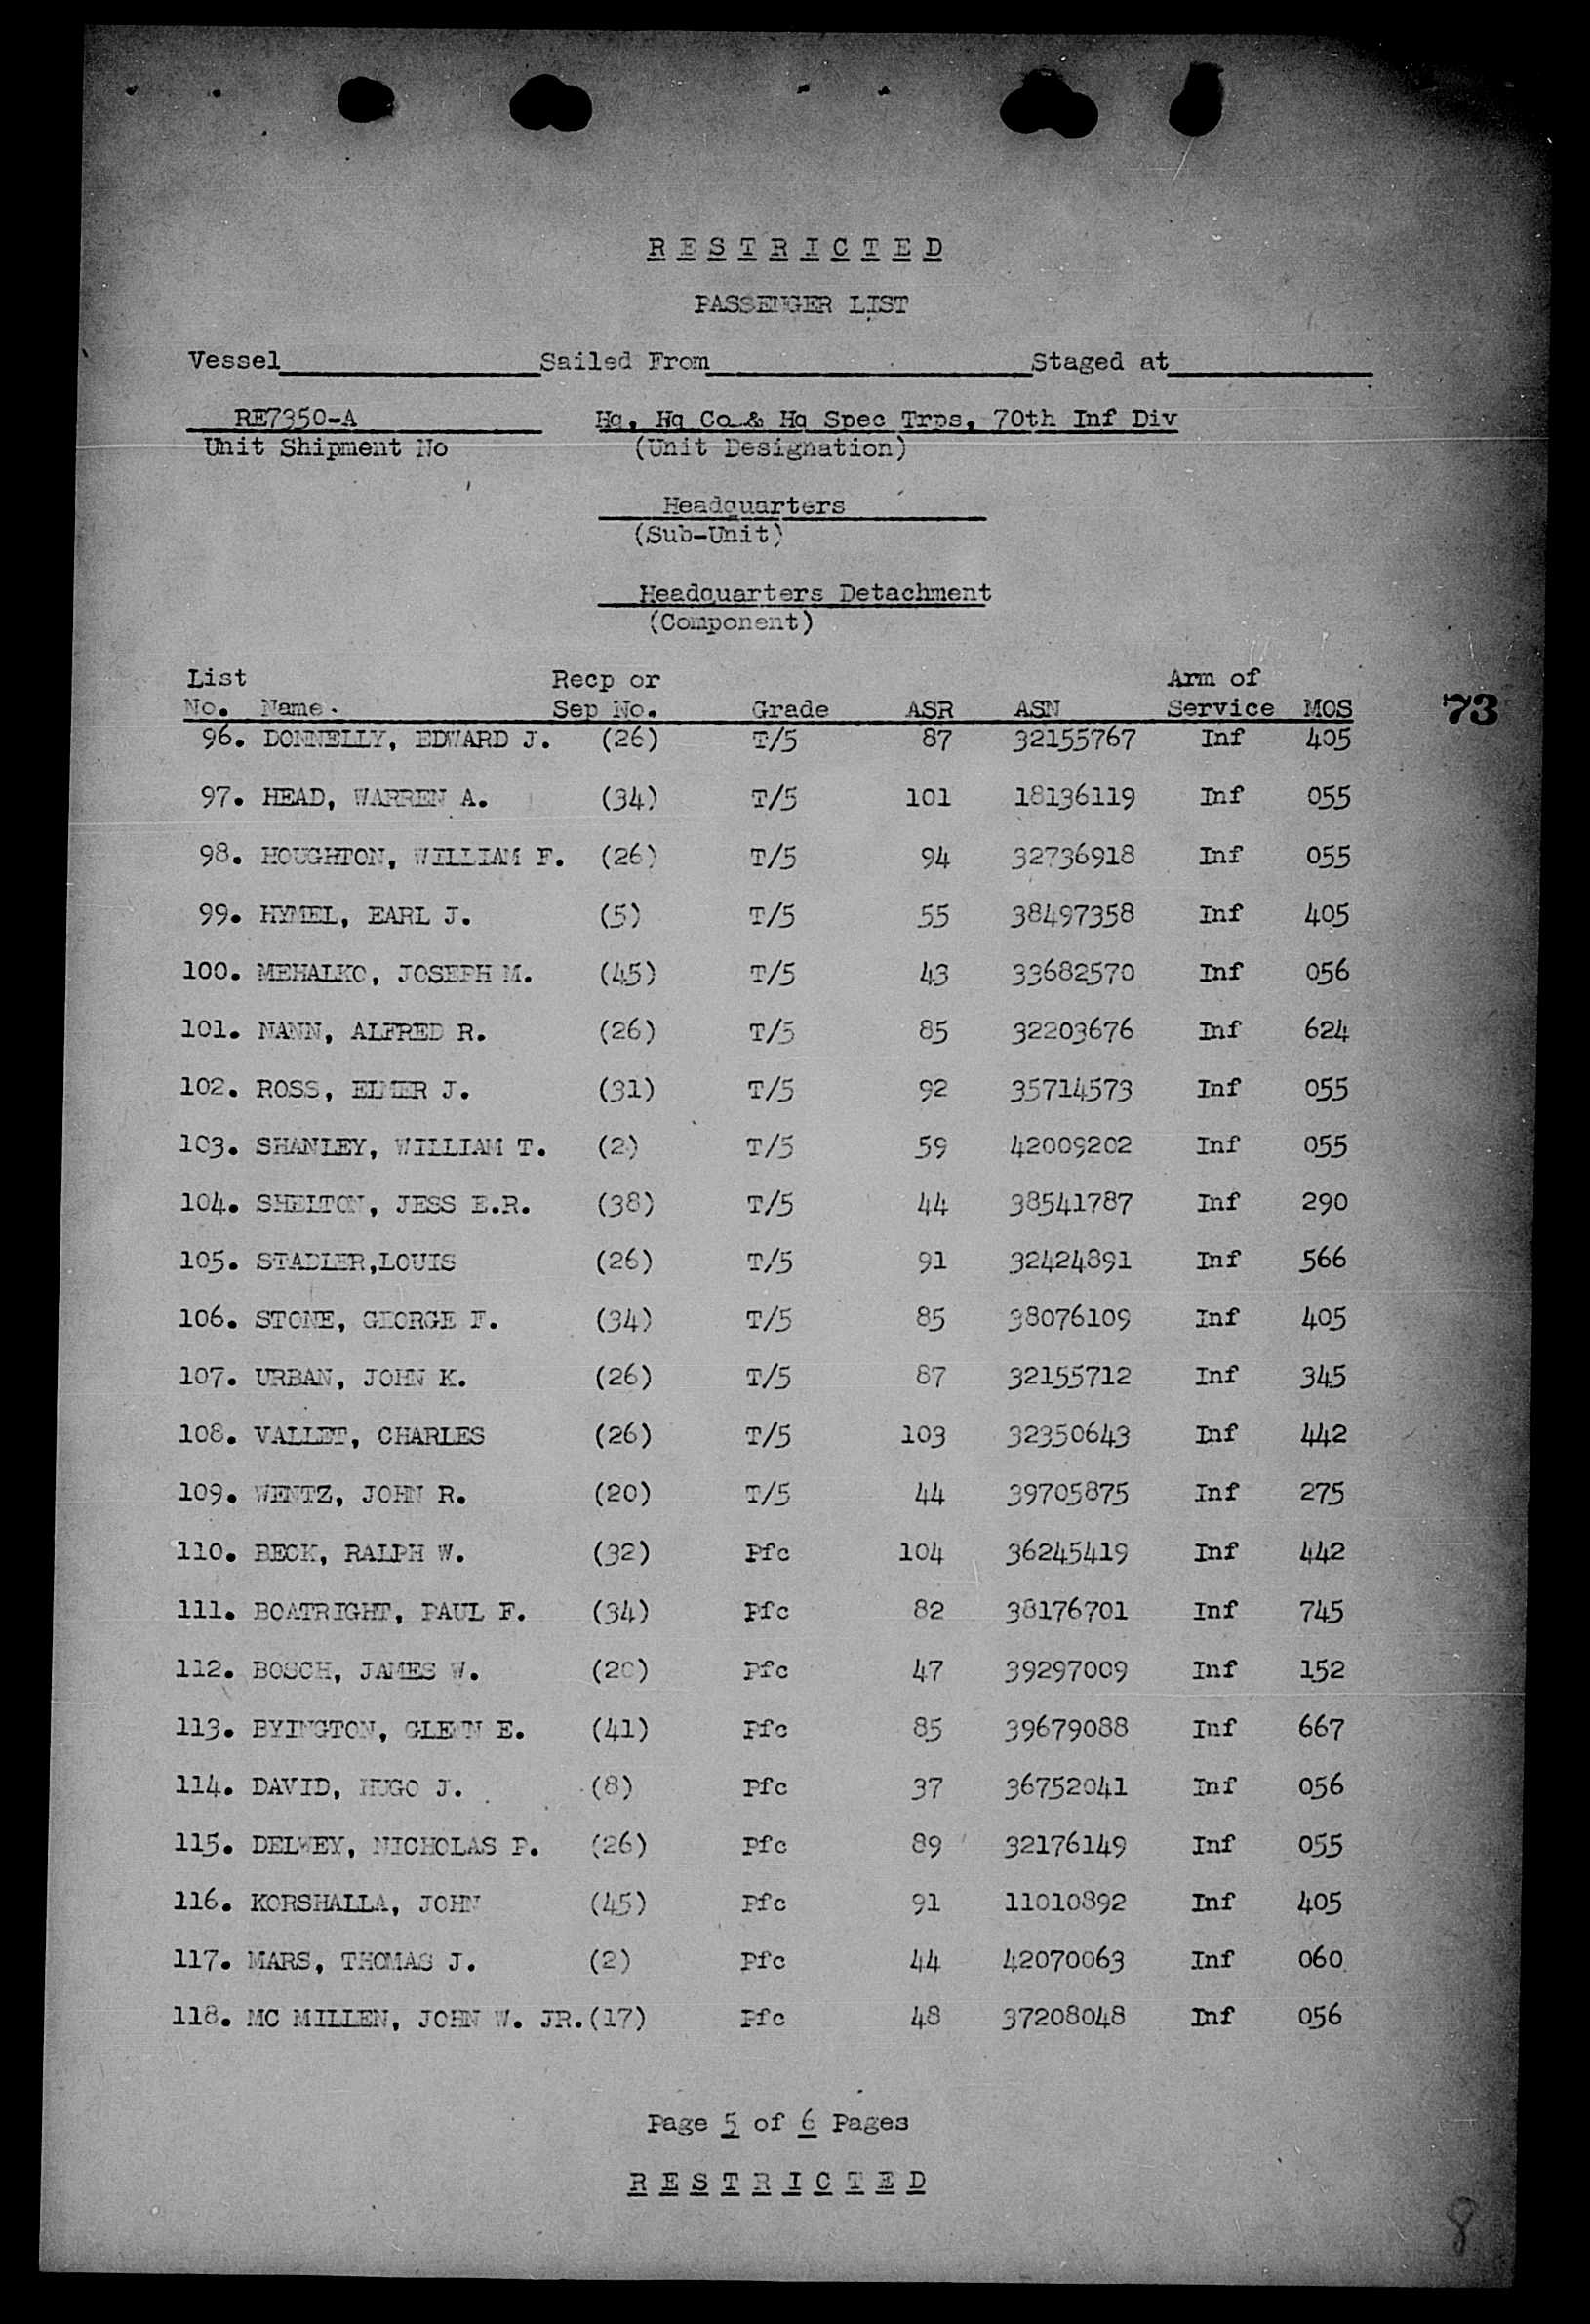 RESTRICTED
PASSENGER LIST
Vessel Sailed From Staged at
RE7350-A Hq, Hq Co & Hq Spec Trps, 70th Inf Div
Unit Shipment No (Unit Designation)
Headquarters
(Sub-Unit)
Headquarters Detachment
(Component)
List Recp or Arm of
No. Name. Sep No. Grade ASR ASN Service MOS
73
96. DONNELLY, EDWARD J. (26) T/5 87 32155767 Inf 405
97. HEAD, WARREN A. (34) T/5 101 18136119 Inf 055
98. HOUGHTON, WILLIAM F. (26) T/5 94 32736918 Inf 055
99. HYMEL, EARL J. (5) T/5 55 38497358 Inf 405
100. MEHALKO, JOSEPH M. (45) T/5 43 33682570 Inf 056
101. NANN, ALFRED R. (26) T/5 85 32203676 Inf 624
102. ROSS, ELMER J. (31) T/5 92 35714573 Inf 055
103. SHANLEY, WILLIAM T. (2) T/5 59 42009202 Inf 055
104. SHELTON, JESS E.R. (38) T/5 44 38541787 Inf 290
105. STADLER,LOUIS (26) T/5 91 32424891 Inf 566
106. STONE, GEORGE F. (34) T/5 85 38076109 Inf 405
107. URBAN, JOHN K. (26) T/5 87 32155712 Inf 345
108. VALLET, CHARLES (26) T/5 103 32350643 Inf 442
109. WENTZ, JOHN R. (20) T/5 44 39705875 Inf 275
110. BECK, RALPH W. (32) Pfc 104 36245419 Inf 442
111. BOATRIGHT, PAUL F. (34) Pfc 82 38176701 Inf 745
112. BOSCH, JAMES W. (20) Pfc 47 39297009 Inf 152
113. BYINGTON, GLENN E. (41) Pfc 85 39679088 Inf 667
114. DAVID, HUGO J. (8) Pfc 37 36752041 Inf 056
115. DELWEY, NICHOLAS P. (26) Pfc 89 32176149 Inf 055
116. KORSHALLA, JOHN (45) Pfc 91 11010892 Inf 405
117. MARS, THOMAS J. (2) Pfc 44 42070063 Inf 060
118. MC MILLEN, JOHN W. JR.(17) Pfc 48 37208048 Inf 056
Page 5 of 6 Pages
RESTRICTED
8